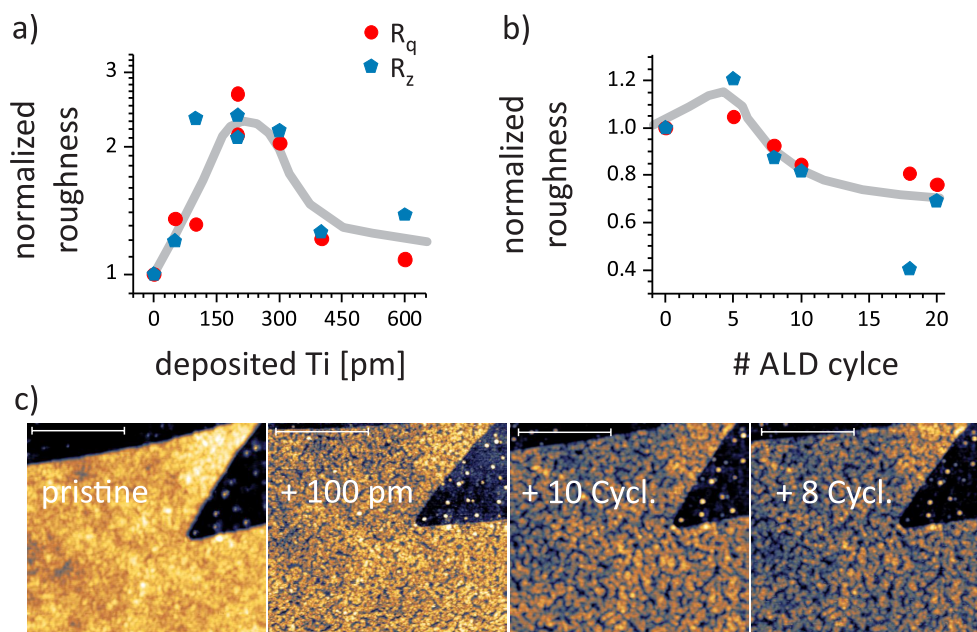 a)
R_q
R_z
normalized
roughness
3
2
1
0
150
300
450
600
deposited Ti [pm]
b)
normalized
roughness
1.2
1.0
0.8
0.6
0.4
0
5
10
15
20
# ALD cylce
c)
pristine
+ 100 pm
+ 10 Cycl.
+ 8 Cycl.